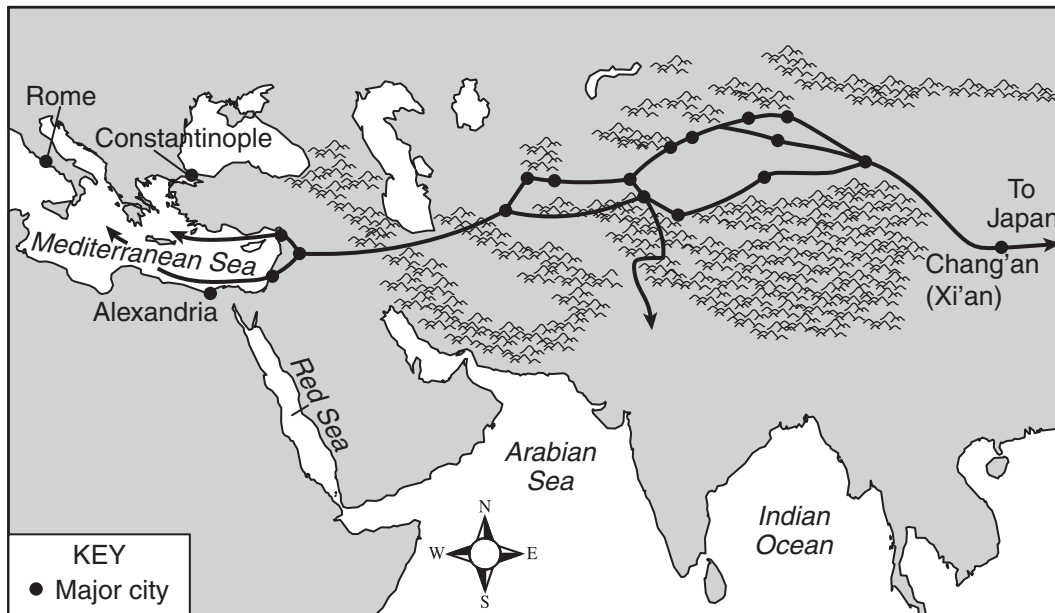 Rome
Constantinople
To
Japan
Mediterranean Sea
Chang'an
(Xi'an)
Alexandria
Red Sea
Arabian
Sea
Indian
Ocean
N
W
E
S
KEY
Major city